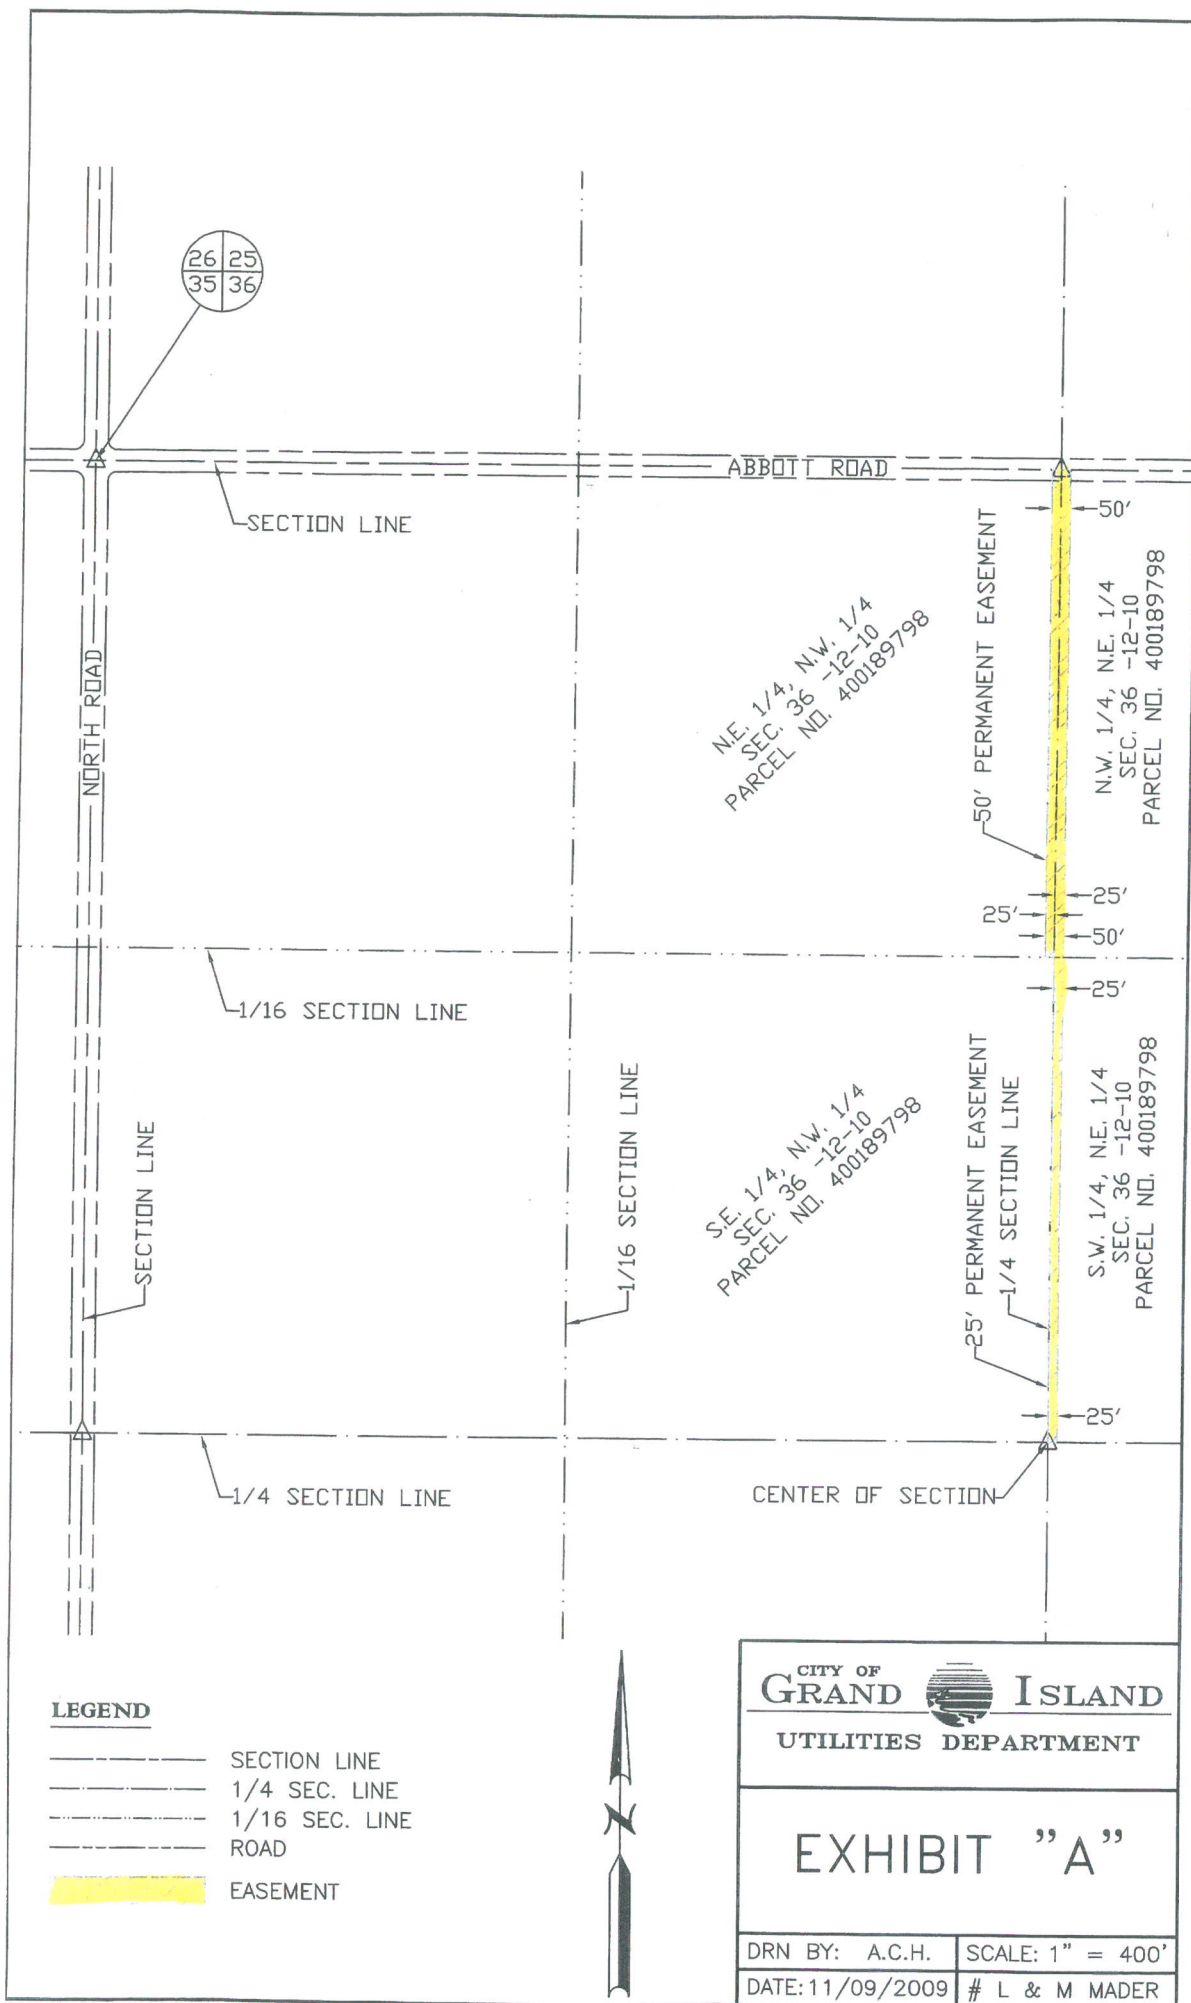 26 25
35 36
ABBOTT ROAD
SECTION LINE
50'
NORTH ROAD
N.E. 1/4, N.W. 1/4
SEC. 36 -12-10
PARCEL NO. 400189798
50' PERMANENT EASEMENT
N.W. 1/4, N.E. 1/4
SEC. 36 -12-10
PARCEL NO. 400189798
25'
25'
50'
25'
1/16 SECTION LINE
SECTION LINE
1/16 SECTION LINE
S.E. 1/4, N.W. 1/4
SEC. 36 -12-10
PARCEL NO. 400189798
25' PERMANENT EASEMENT
1/4 SECTION LINE
S.W. 1/4, N.E. 1/4
SEC. 36 -12-10
PARCEL NO. 400189798
25'
1/4 SECTION LINE
CENTER OF SECTION
LEGEND
SECTION LINE
1/4 SEC. LINE
1/16 SEC. LINE
ROAD
EASEMENT
N
CITY OF
GRAND ISLAND
UTILITIES DEPARTMENT
EXHIBIT "A"
DRN BY: A.C.H.
SCALE: 1" = 400'
DATE: 11/09/2009
# L & M MADER